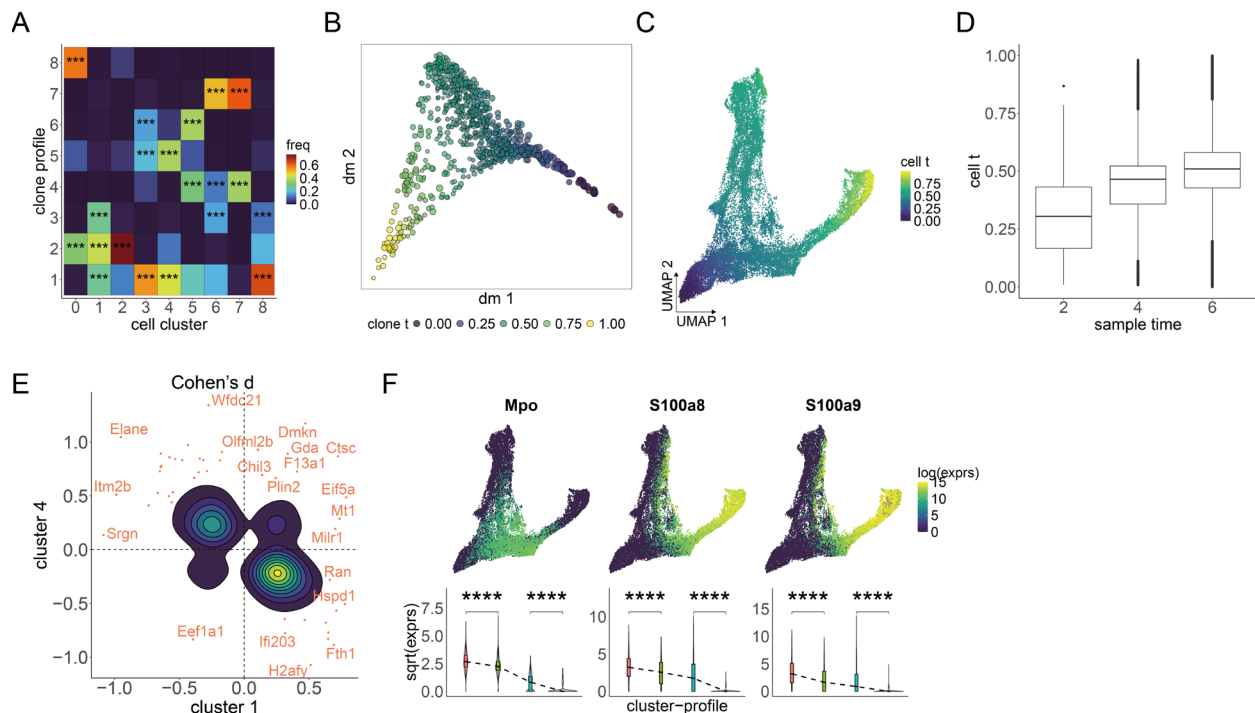 A
clone profile
8
7
6
5
4
3
2
1
***
*** ***
*** ***
*** ***
*** *** ***
*** *** ***
*** *** ***
*** *** *** ***
0 1 2 3 4 5 6 7 8
cell cluster
freq
0.6
0.4
0.2
0.0
B
dm 2
dm 1
clone t 0.00 0.25 0.50 0.75 1.00
C
cell t
0.75
0.50
0.25
0.00
UMAP 2
UMAP 1
D
cell t
1.00
0.75
0.50
0.25
0.00
2 4 6
sample time
E
Cohen's d
cluster 4
1.0
0.5
0.0
−0.5
−1.0
Wfdc21
Elane
Olfml2b
Dmkn
Gda
Ctsc
Chil3
F13a1
Itm2b
Plin2
Eif5a
Mt1
Srgn
Milr1
Ran
Hspd1
Eef1a1
Ifi203
Fth1
H2afy
−1.0 −0.5 0.0 0.5
cluster 1
F
Mpo S100a8 S100a9
log(exprs)
15
10
5
0
sqrt(exprs)
7.5
5.0
2.5
0.0
**** ****
10
5
0
**** ****
15
10
5
0
**** ****
cluster−profile